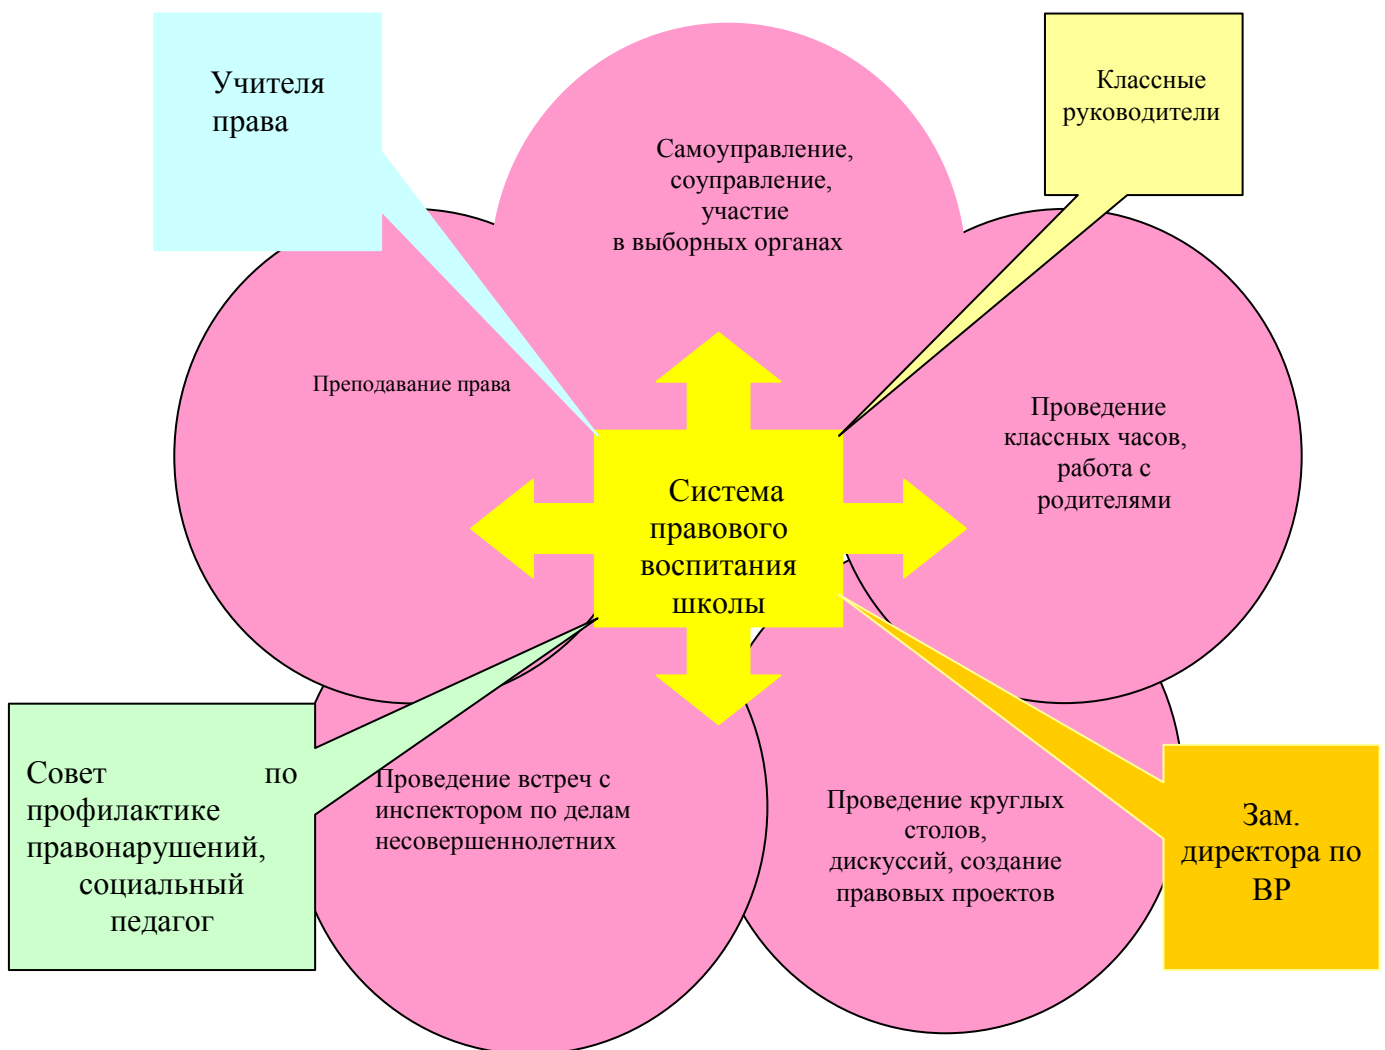 Учителя
права
Классные
руководители
Самоуправление,
соуправление,
участие
в выборных органах
Преподавание права
Проведение
классных часов,
работа с
родителями
Система
правового
воспитания
школы
Совет по
профилактике
правонарушений,
социальный
педагог
Проведение встреч с
инспектором по делам
несовершеннолетних
Проведение круглых
столов,
дискуссий, создание
правовых проектов
Зам.
директора по
ВР